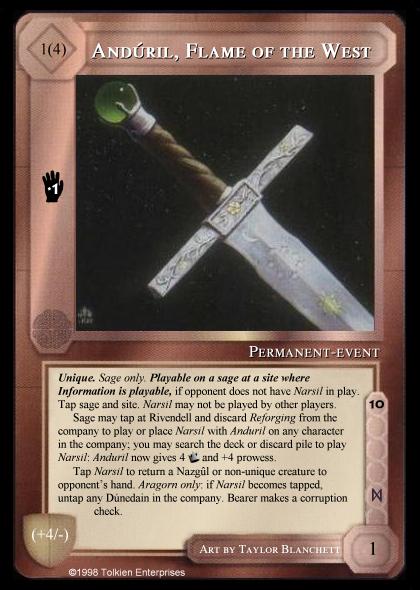 1(4)
ANDÚRIL, FLAME OF THE WEST
1
PERMANENT-EVENT
Unique. Sage only. Playable on a sage at a site where
Information is playable, if opponent does not have Narsil in play.
Tap sage and site. Narsil may not be played by other players.
Sage may tap at Rivendell and discard Reforging from the
company to play or place Narsil with Anduril on any character
in the company; you may search the deck or discard pile to play
Narsil: Anduril now gives 4 and +4 prowess.
Tap Narsil to return a Nazgûl or non-unique creature to
opponent's hand. Aragorn only: if Narsil becomes tapped,
untap any Dúnedain in the company. Bearer makes a corruption
check.
10
(+4/-)
ART BY TAYLOR BLANCHETT
1
©1998 Tolkien Enterprises